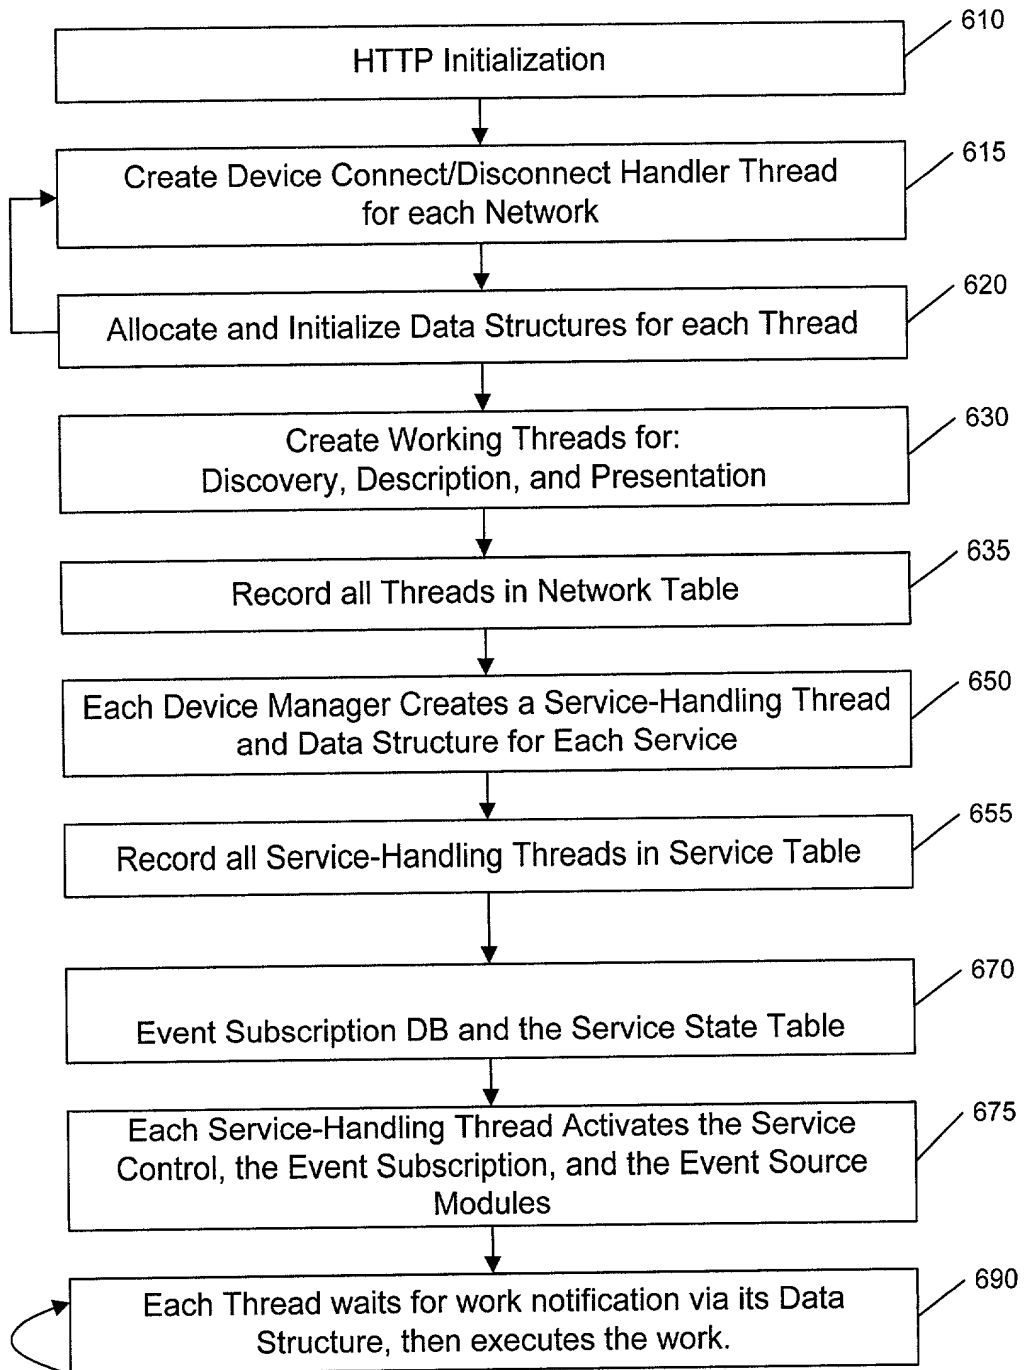 610
HTTP Initialization
615
Create Device Connect/Disconnect Handler Thread
for each Network
620
Allocate and Initialize Data Structures for each Thread
630
Create Working Threads for:
Discovery, Description, and Presentation
635
Record all Threads in Network Table
650
Each Device Manager Creates a Service-Handling Thread
and Data Structure for Each Service
655
Record all Service-Handling Threads in Service Table
670
Event Subscription DB and the Service State Table
675
Each Service-Handling Thread Activates the Service
Control, the Event Subscription, and the Event Source
Modules
690
Each Thread waits for work notification via its Data
Structure, then executes the work.